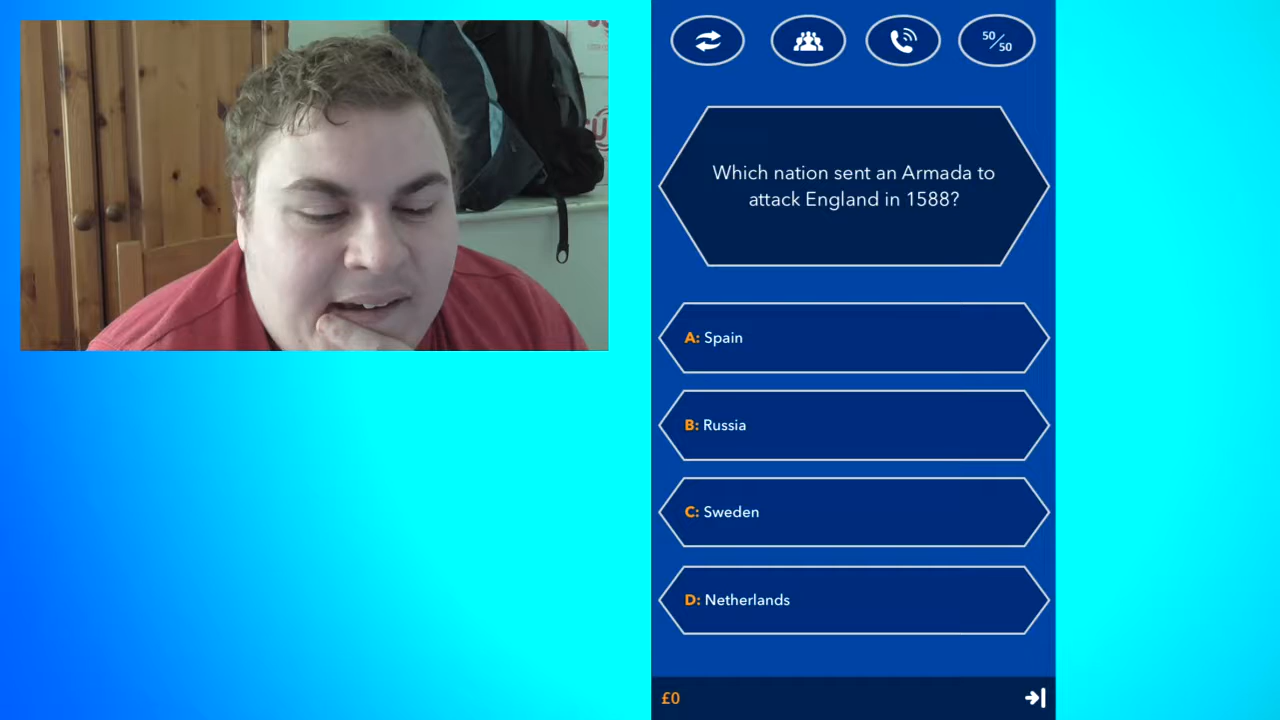 50/50
Which nation sent an Armada to
attack England in 1588?
A: Spain
B: Russia
C: Sweden
D: Netherlands
£0